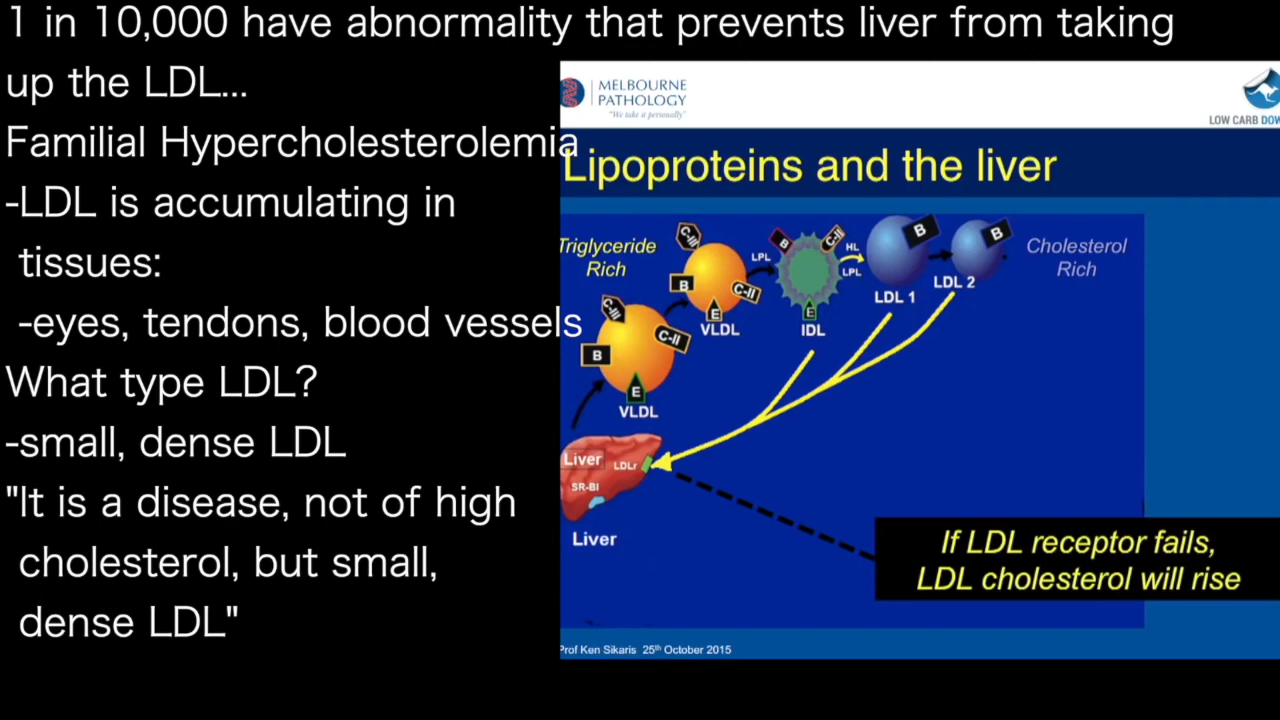 1 in 10,000 have abnormality that prevents liver from taking
up the LDL...
Familial Hypercholesterolemia
-LDL is accumulating in
tissues:
-eyes, tendons, blood vessels
What type LDL?
-small, dense LDL
"It is a disease, not of high
cholesterol, but small,
dense LDL"
MELBOURNE
PATHOLOGY
"We take it personally"
LOW CARB DOW
Lipoproteins and the liver
Triglyceride
Rich
C-III
B
C-II
E
VLDL
C-III
B
C-II
E
VLDL
LPL
B
C-II
E
IDL
HL
LPL
B
LDL 1
B
LDL 2
Cholesterol
Rich
Liver
LDLr
SR-BI
Liver
If LDL receptor fails,
LDL cholesterol will rise
Prof Ken Sikaris 25th October 2015